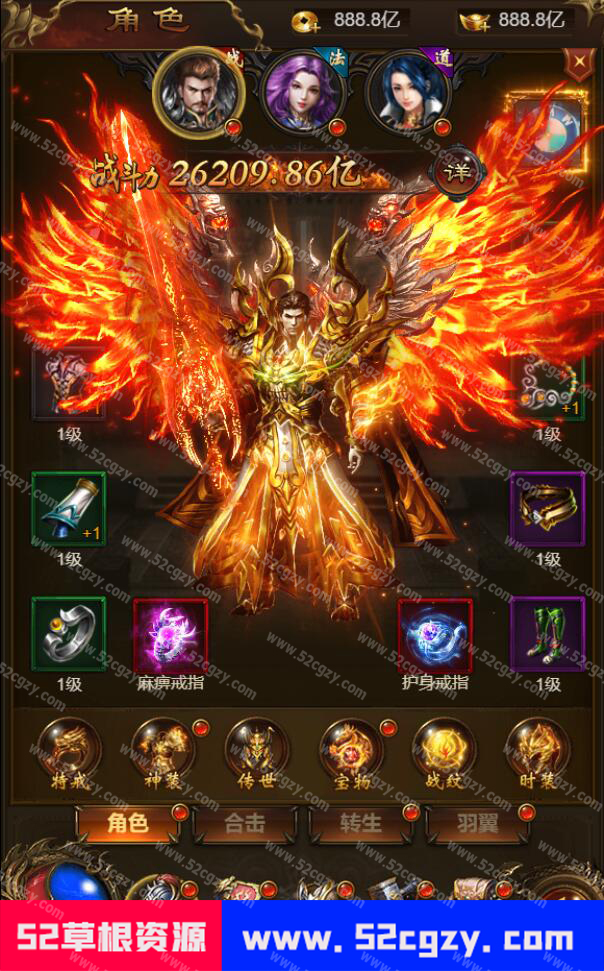 角色 888.8亿 888.8亿
战 法 道
战斗力 26209.86亿 详
+1
1级 1级
+1
1级 1级
1级 麻痹戒指 护身戒指 1级
特戒 神装 传世 宝物 战纹 时装
角色 合击 转生 羽翼
52草根资源 www.52cgzy.com